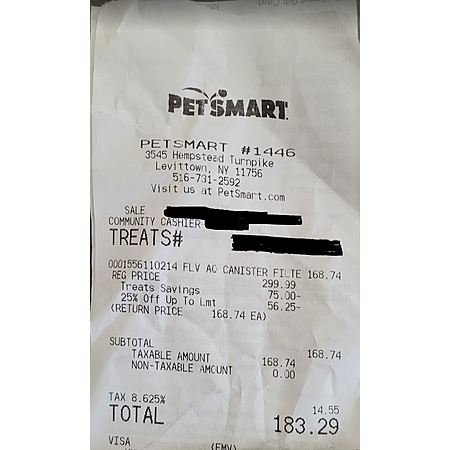 PETSMART
PETSMART #1446
3545 Hempstead Turnpike
Levittown, NY 11756
516-731-2592
Visit us at PetSmart.com
SALE
COMMUNITY CASHIER
TREATS#
0001556110214 FLV AC CANISTER FILTE 168.74
REG PRICE 299.99
Treats Savings 75.00-
25% Off Up To Lmt 56.25-
(RETURN PRICE 168.74 EA)
SUBTOTAL 168.74
TAXABLE AMOUNT 168.74
NON-TAXABLE AMOUNT 0.00
TAX 8.625% 14.55
TOTAL 183.29
VISA (EMV)